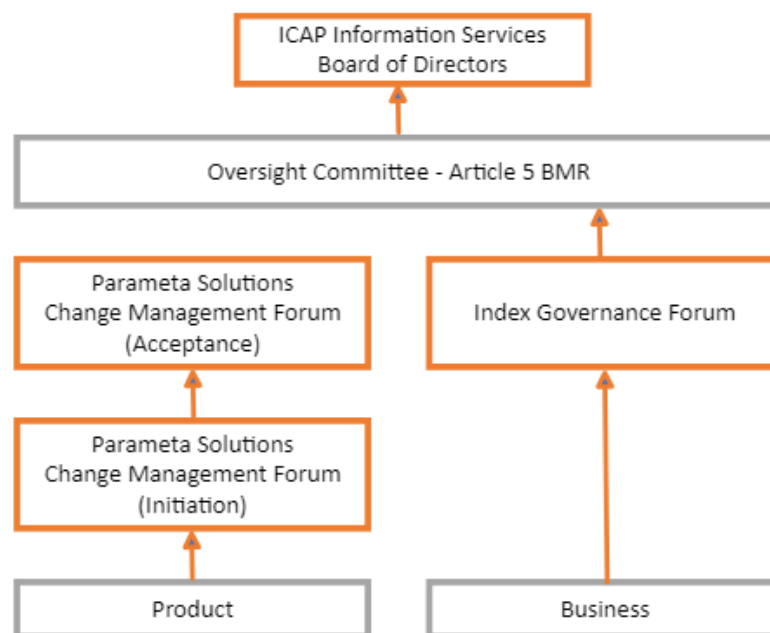 ICAP Information Services
Board of Directors
Oversight Committee - Article 5 BMR
Parameta Solutions
Change Management Forum
(Acceptance)
Index Governance Forum
Parameta Solutions
Change Management Forum
(Initiation)
Product
Business